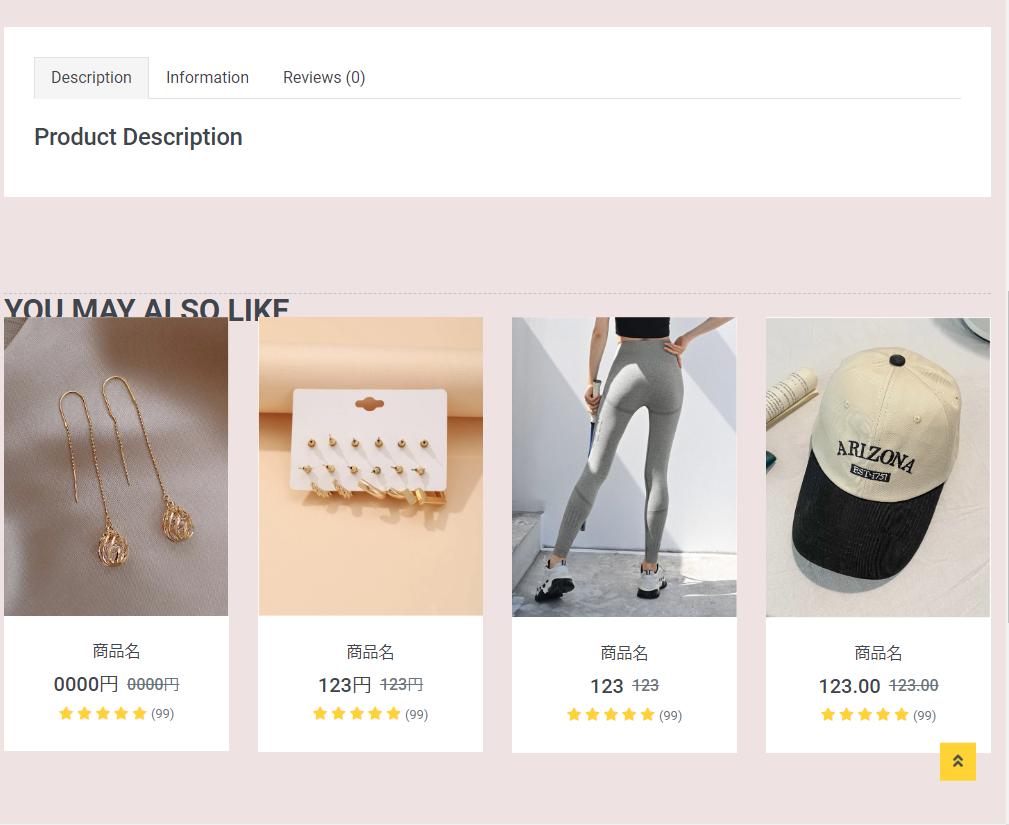 Description Information Reviews (0)
Product Description
YOU MAY ALSO LIKE
ARIZONA
EST·1751
商品名 商品名 商品名 商品名
0000円 0000円 123円 123円 123 123 123.00 123.00
(99) (99) (99) (99)